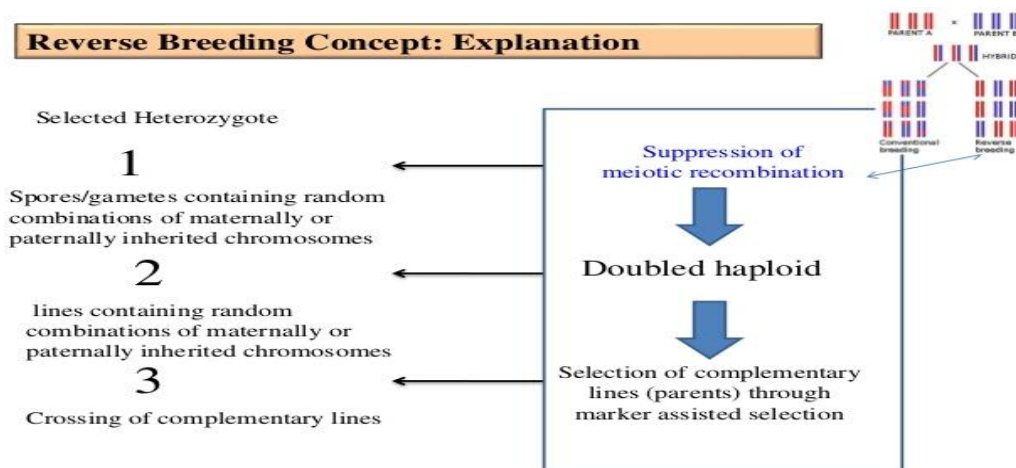 Reverse Breeding Concept: Explanation
PARENT A
×
PARENT B
HYBRID
Conventional
breeding
Reverse
breeding
Selected Heterozygote
1
Spores/gametes containing random
combinations of maternally or
paternally inherited chromosomes
2
lines containing random
combinations of maternally or
paternally inherited chromosomes
3
Crossing of complementary lines
Suppression of
meiotic recombination
Doubled haploid
Selection of complementary
lines (parents) through
marker assisted selection